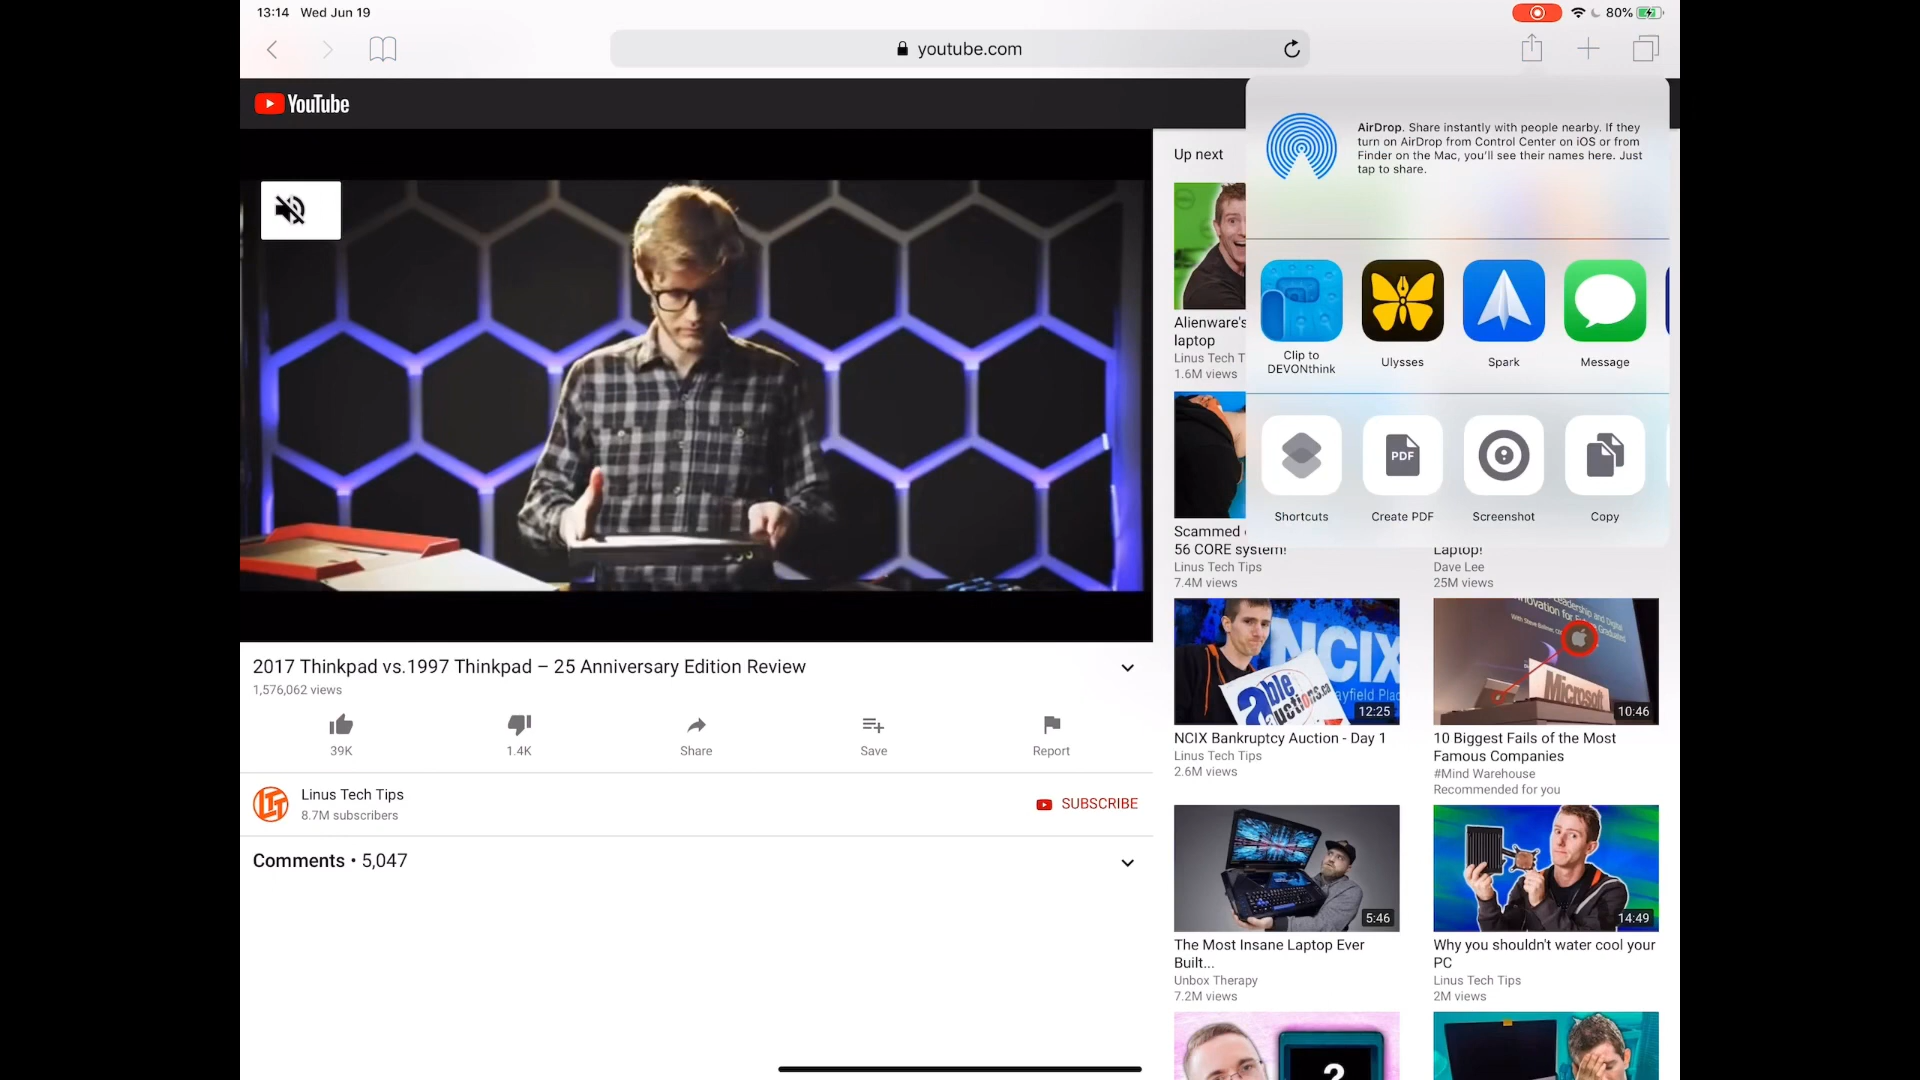 13:14 Wed Jun 19
80%
youtube.com
YouTube
AirDrop. Share instantly with people nearby. If they
turn on AirDrop from Control Center on iOS or from
Finder on the Mac, you'll see their names here. Just
tap to share.
Up next
Clip to
DEVONthink
Ulysses
Spark
Message
Alienware's
laptop
Linus Tech T
1.6M views
PDF
Shortcuts
Create PDF
Screenshot
Copy
Scammed
56 CORE system!
Linus Tech Tips
7.4M views
Laptop!
Dave Lee
25M views
2017 Thinkpad vs.1997 Thinkpad – 25 Anniversary Edition Review
1,576,062 views
39K
1.4K
Share
Save
Report
Linus Tech Tips
8.7M subscribers
SUBSCRIBE
Comments • 5,047
NCIX
able
auctions.ca
12:25
NCIX Bankruptcy Auction - Day 1
Linus Tech Tips
2.6M views
Microsoft
10:46
10 Biggest Fails of the Most
Famous Companies
#Mind Warehouse
Recommended for you
5:46
The Most Insane Laptop Ever
Built...
Unbox Therapy
7.2M views
14:49
Why you shouldn't water cool your
PC
Linus Tech Tips
2M views
?